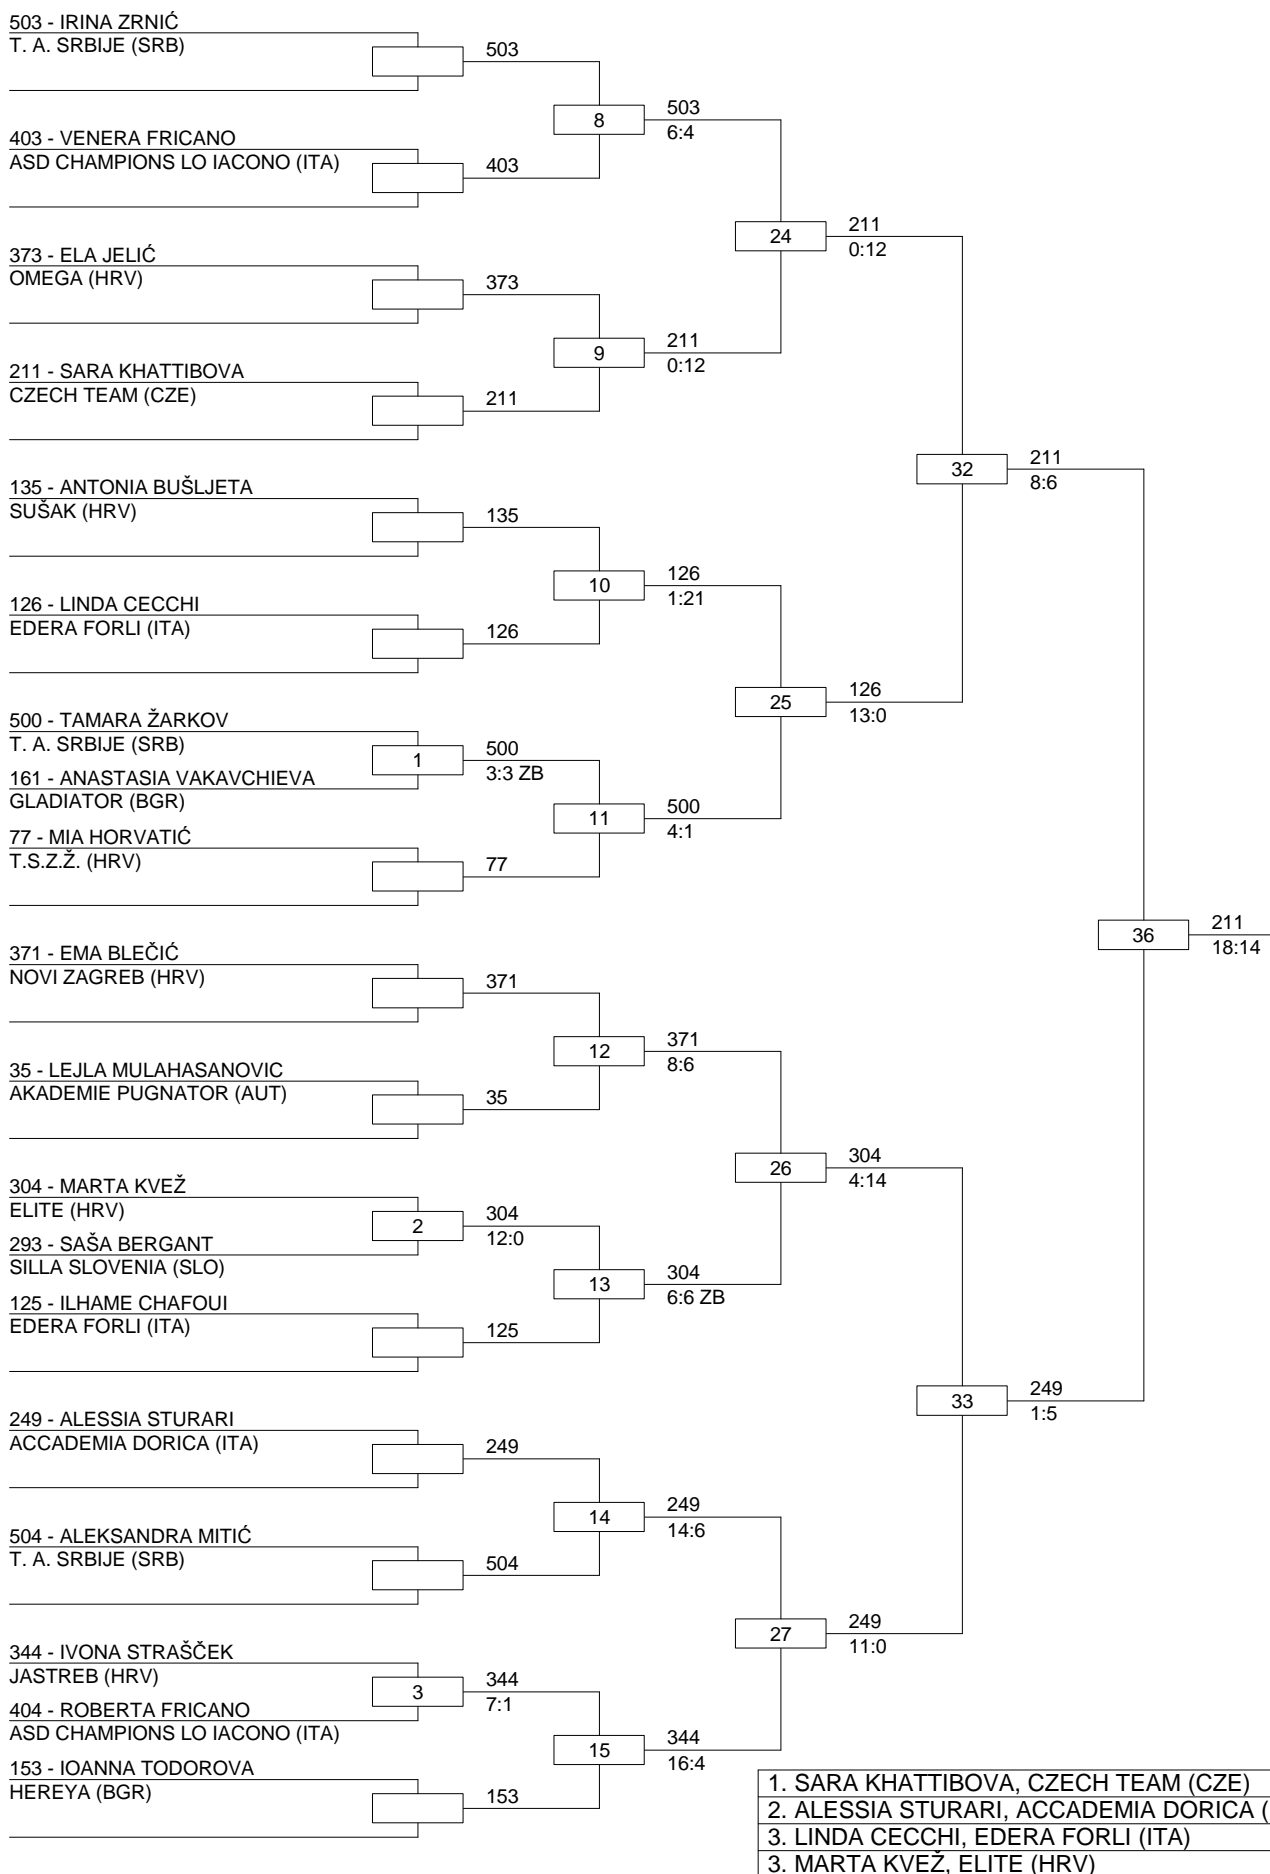 503 - IRINA ZRNIĆ
T. A. SRBIJE (SRB)
503
8
503
6:4
403 - VENERA FRICANO
ASD CHAMPIONS LO IACONO (ITA)
403
24
211
0:12
373 - ELA JELIĆ
OMEGA (HRV)
373
9
211
0:12
211 - SARA KHATTIBOVA
CZECH TEAM (CZE)
211
32
211
8:6
135 - ANTONIA BUŠLJETA
SUŠAK (HRV)
135
10
126
1:21
126 - LINDA CECCHI
EDERA FORLI (ITA)
126
25
126
13:0
500 - TAMARA ŽARKOV
T. A. SRBIJE (SRB)
1
500
3:3 ZB
161 - ANASTASIA VAKAVCHIEVA
GLADIATOR (BGR)
11
500
4:1
77 - MIA HORVATIĆ
T.S.Z.Ž. (HRV)
77
36
211
18:14
371 - EMA BLEČIĆ
NOVI ZAGREB (HRV)
371
12
371
8:6
35 - LEJLA MULAHASANOVIC
AKADEMIE PUGNATOR (AUT)
35
26
304
4:14
304 - MARTA KVEŽ
ELITE (HRV)
2
304
12:0
293 - SAŠA BERGANT
SILLA SLOVENIA (SLO)
13
304
6:6 ZB
125 - ILHAME CHAFOUI
EDERA FORLI (ITA)
125
33
249
1:5
249 - ALESSIA STURARI
ACCADEMIA DORICA (ITA)
249
14
249
14:6
504 - ALEKSANDRA MITIĆ
T. A. SRBIJE (SRB)
504
27
249
11:0
344 - IVONA STRAŠČEK
JASTREB (HRV)
3
344
7:1
404 - ROBERTA FRICANO
ASD CHAMPIONS LO IACONO (ITA)
15
344
16:4
153 - IOANNA TODOROVA
HEREYA (BGR)
153
1. SARA KHATTIBOVA, CZECH TEAM (CZE)
2. ALESSIA STURARI, ACCADEMIA DORICA (
3. LINDA CECCHI, EDERA FORLI (ITA)
3. MARTA KVEŽ, ELITE (HRV)